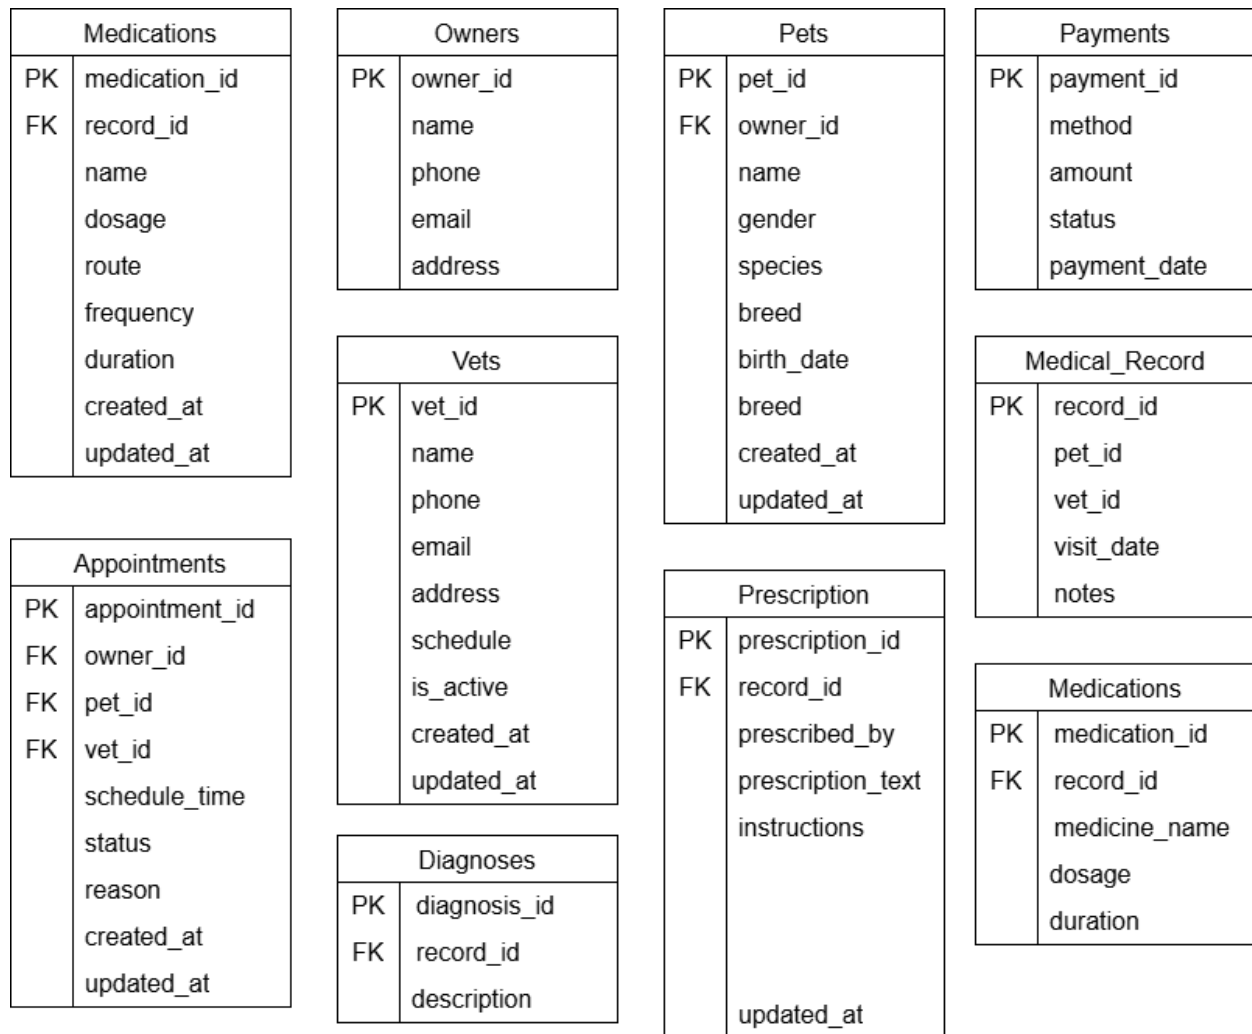 Medications
PK medication_id
FK record_id
name
dosage
route
frequency
duration
created_at
updated_at
Appointments
PK appointment_id
FK owner_id
FK pet_id
FK vet_id
schedule_time
status
reason
created_at
updated_at
Owners
PK owner_id
name
phone
email
address
Vets
PK vet_id
name
phone
email
address
schedule
is_active
created_at
updated_at
Diagnoses
PK diagnosis_id
FK record_id
description
Pets
PK pet_id
FK owner_id
name
gender
species
breed
birth_date
breed
created_at
updated_at
Prescription
PK prescription_id
FK record_id
prescribed_by
prescription_text
instructions
updated_at
Payments
PK payment_id
method
amount
status
payment_date
Medical_Record
PK record_id
pet_id
vet_id
visit_date
notes
Medications
PK medication_id
FK record_id
medicine_name
dosage
duration